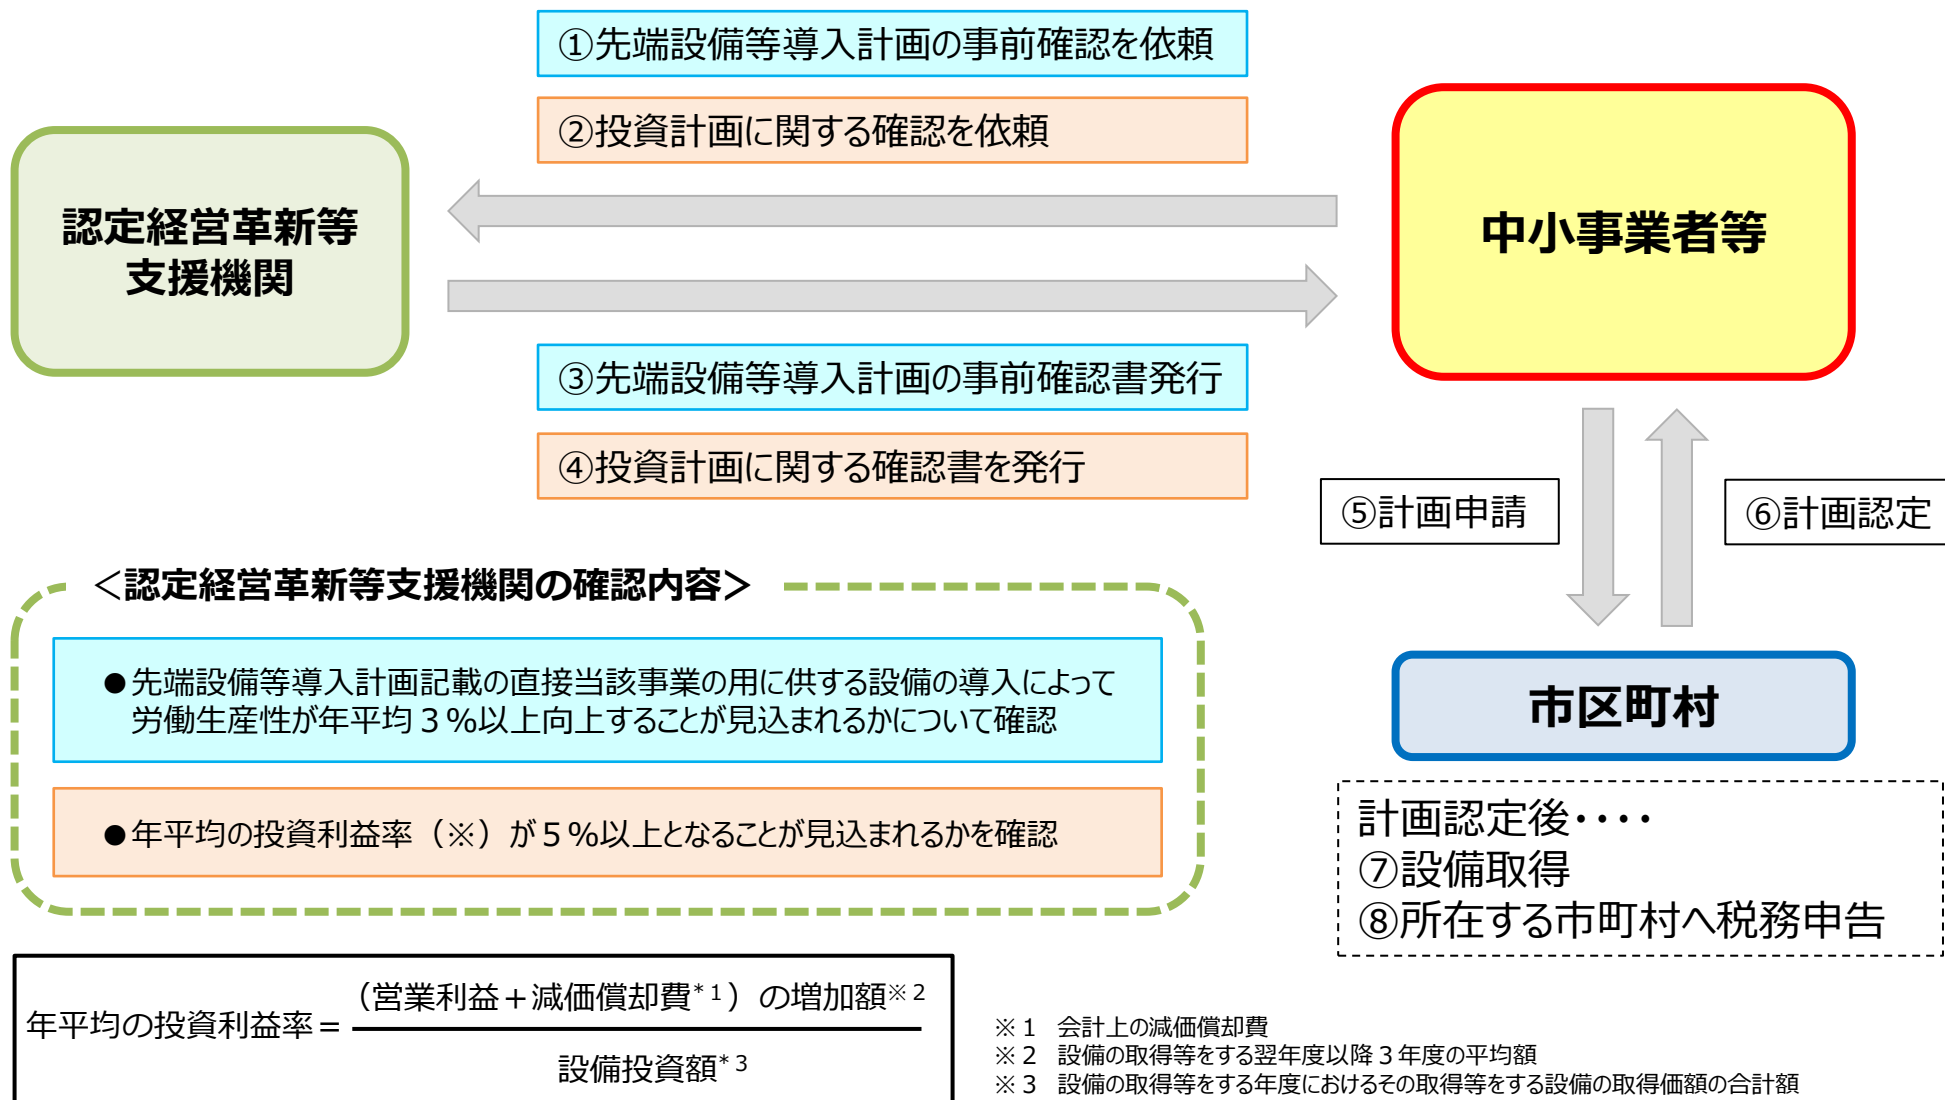 ①先端設備等導入計画の事前確認を依頼
②投資計画に関する確認を依頼
認定経営革新等
支援機関
中小事業者等
③先端設備等導入計画の事前確認書発行
④投資計画に関する確認書を発行
⑤計画申請
⑥計画認定
＜認定経営革新等支援機関の確認内容＞
●先端設備等導入計画記載の直接当該事業の用に供する設備の導入によって
労働生産性が年平均３％以上向上することが見込まれるかについて確認
●年平均の投資利益率（※）が５％以上となることが見込まれるかを確認
市区町村
計画認定後・・・・
⑦設備取得
⑧所在する市町村へ税務申告
年平均の投資利益率＝
（営業利益＋減価償却費*1）の増加額※2
設備投資額*3
※１　会計上の減価償却費
※２　設備の取得等をする翌年度以降３年度の平均額
※３　設備の取得等をする年度におけるその取得等をする設備の取得価額の合計額